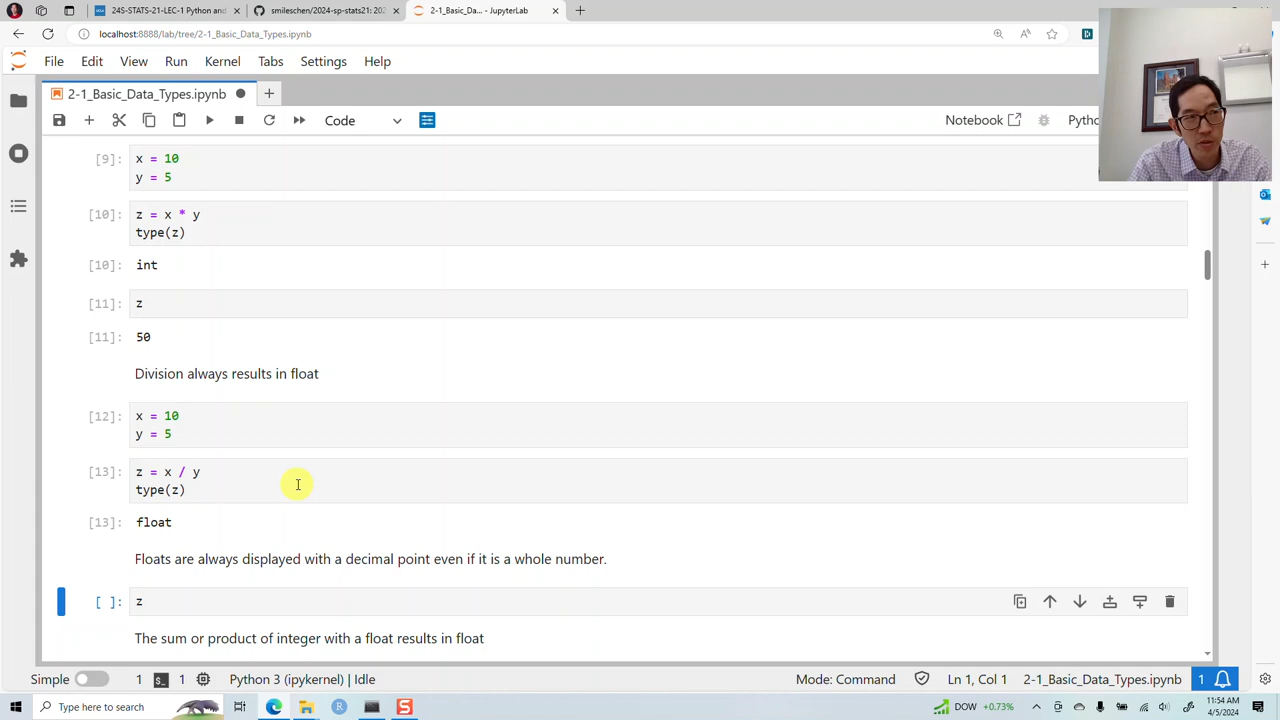 24S-STATS-21-LEC-1 Python and
smileschen/2024-sp-stats21: 202
2-1_Basic_Da... - JupyterLab
localhost:8888/lab/tree/2-1_Basic_Data_Types.ipynb
File Edit View Run Kernel Tabs Settings Help
2-1_Basic_Data_Types.ipynb
Code
Notebook
Pytho
[9]:
x = 10
y = 5
[10]:
z = x * y
type(z)
[10]:
int
[11]:
z
[11]:
50
Division always results in float
[12]:
x = 10
y = 5
[13]:
z = x / y
type(z)
[13]:
float
Floats are always displayed with a decimal point even if it is a whole number.
[ ]:
z
The sum or product of integer with a float results in float
Simple 1 $_ 1 Python 3 (ipykernel) | Idle Mode: Command Ln 1, Col 1 2-1_Basic_Data_Types.ipynb 1
Type here to search
DOW +0.73%
11:54 AM
4/5/2024